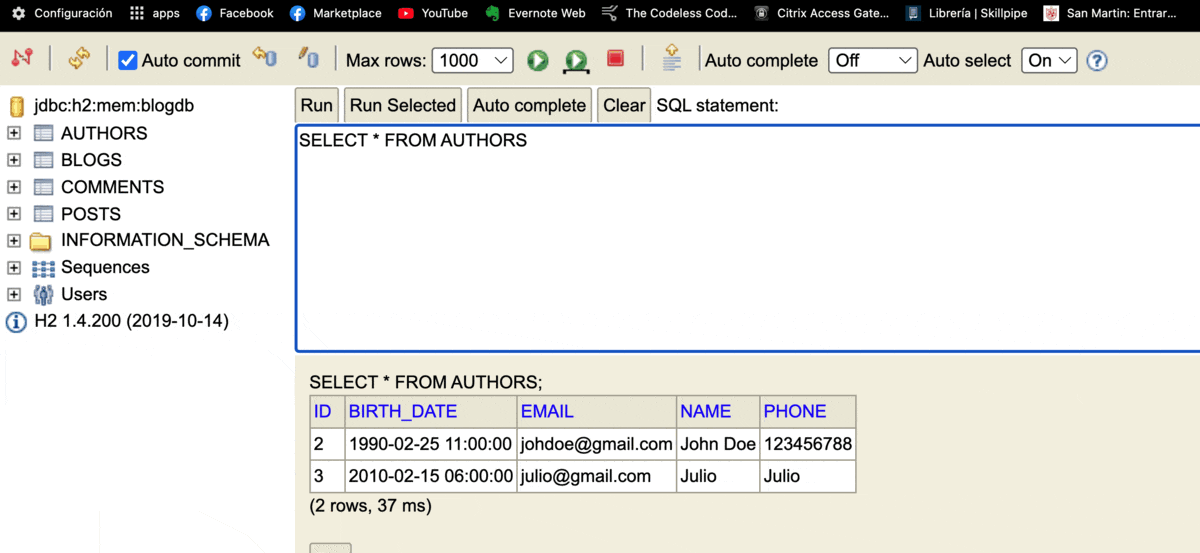 Configuración apps Facebook Marketplace YouTube Evernote Web The Codeless Cod... Citrix Access Gate... Librería | Skillpipe San Martin: Entrar...
Auto commit Max rows: 1000 Auto complete Off Auto select On ?
jdbc:h2:mem:blogdb
AUTHORS
BLOGS
COMMENTS
POSTS
INFORMATION_SCHEMA
Sequences
Users
H2 1.4.200 (2019-10-14)
Run Run Selected Auto complete Clear SQL statement:
SELECT * FROM AUTHORS
SELECT * FROM AUTHORS;
ID BIRTH_DATE EMAIL NAME PHONE
2 1990-02-25 11:00:00 johdoe@gmail.com John Doe 123456788
3 2010-02-15 06:00:00 julio@gmail.com Julio Julio
(2 rows, 37 ms)